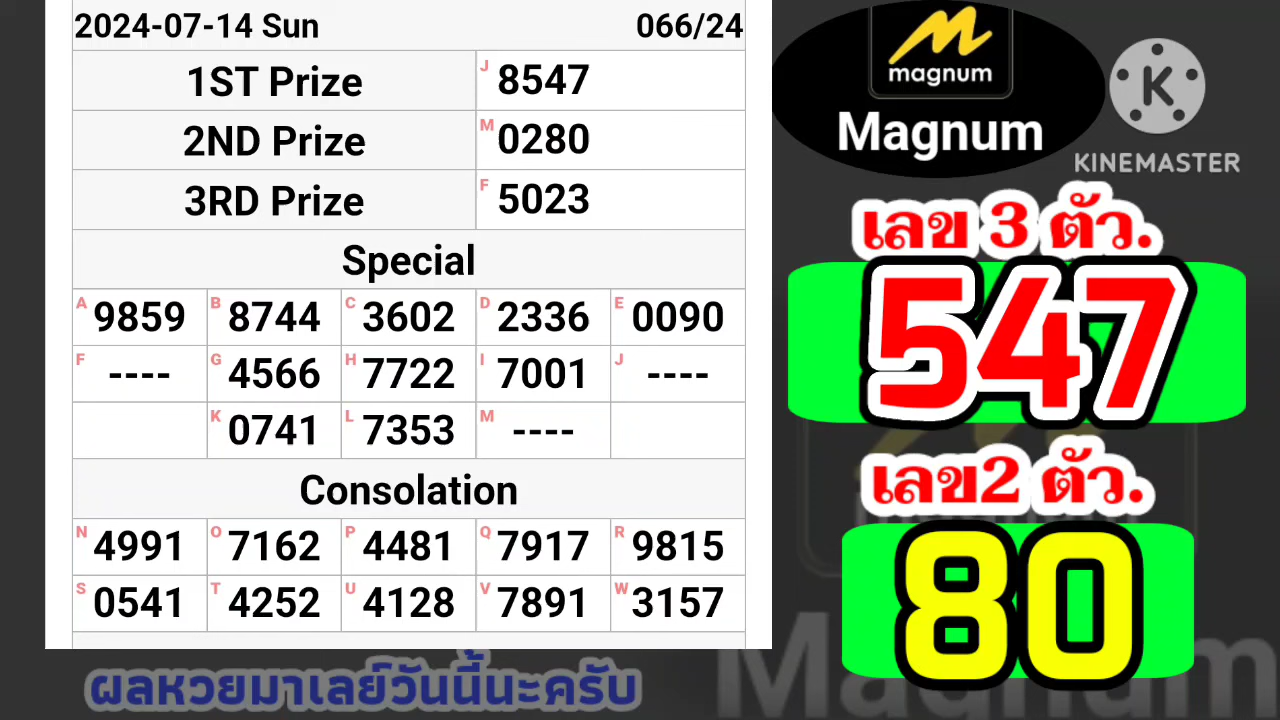 2024-07-14 Sun 066/24
1ST Prize J 8547
2ND Prize M 0280
3RD Prize F 5023
Special
A 9859 B 8744 C 3602 D 2336 E 0090
F ---- G 4566 H 7722 I 7001 J ----
K 0741 L 7353 M ----
Consolation
N 4991 O 7162 P 4481 Q 7917 R 9815
S 0541 T 4252 U 4128 V 7891 W 3157
magnum
Magnum
K
KINEMASTER
เลข 3 ตัว.
547
เลข2 ตัว.
80
ผลหวยมาเลย์วันนี้นะครับ
Magnum